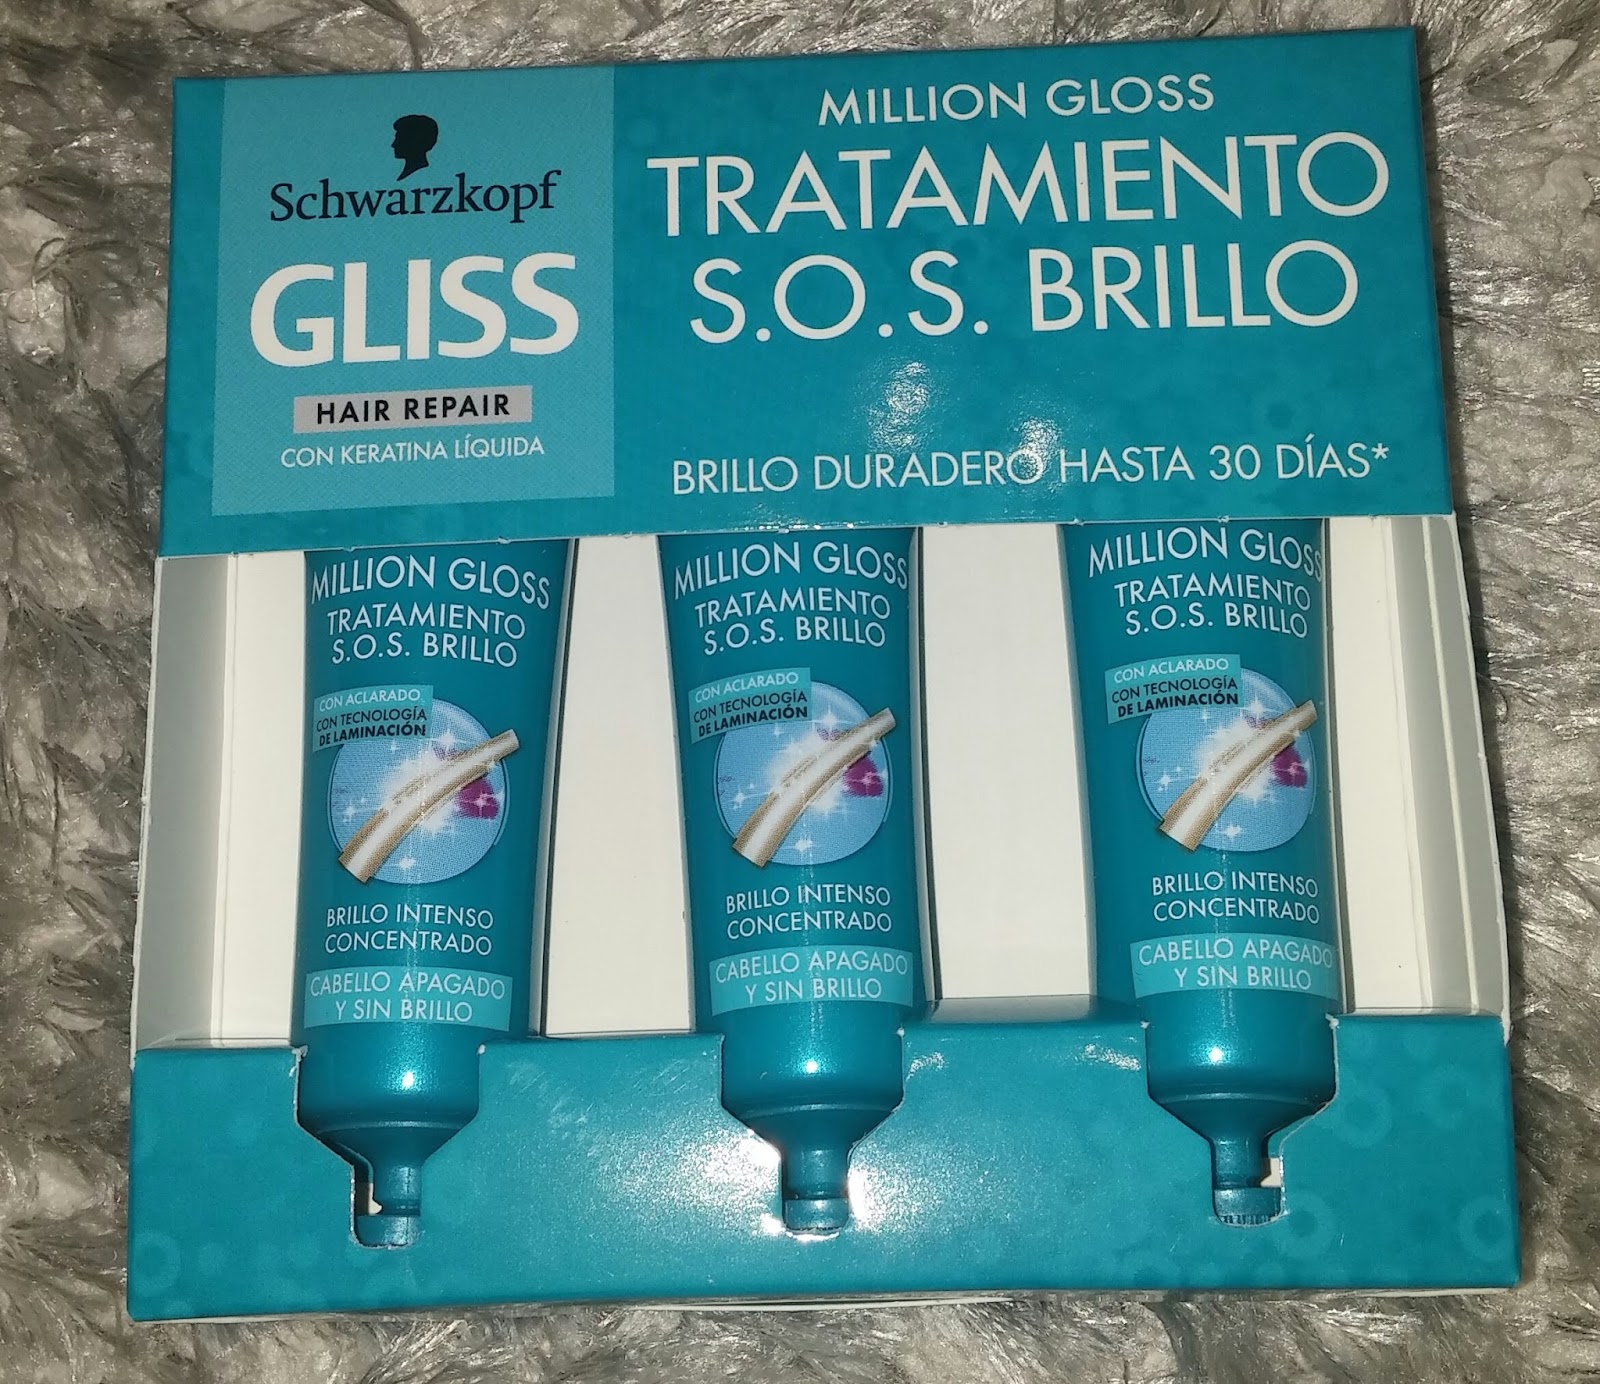 Schwarzkopf
GLISS
HAIR REPAIR
CON KERATINA LÍQUIDA
MILLION GLOSS
TRATAMIENTO
S.O.S. BRILLO
BRILLO DURADERO HASTA 30 DÍAS*
MILLION GLOSS
TRATAMIENTO
S.O.S. BRILLO
CON ACLARADO
CON TECNOLOGÍA
DE LAMINACIÓN
BRILLO INTENSO
CONCENTRADO
CABELLO APAGADO
Y SIN BRILLO
MILLION GLOSS
TRATAMIENTO
S.O.S. BRILLO
CON ACLARADO
CON TECNOLOGÍA
DE LAMINACIÓN
BRILLO INTENSO
CONCENTRADO
CABELLO APAGADO
Y SIN BRILLO
MILLION GLOSS
TRATAMIENTO
S.O.S. BRILLO
CON ACLARADO
CON TECNOLOGÍA
DE LAMINACIÓN
BRILLO INTENSO
CONCENTRADO
CABELLO APAGADO
Y SIN BRILLO